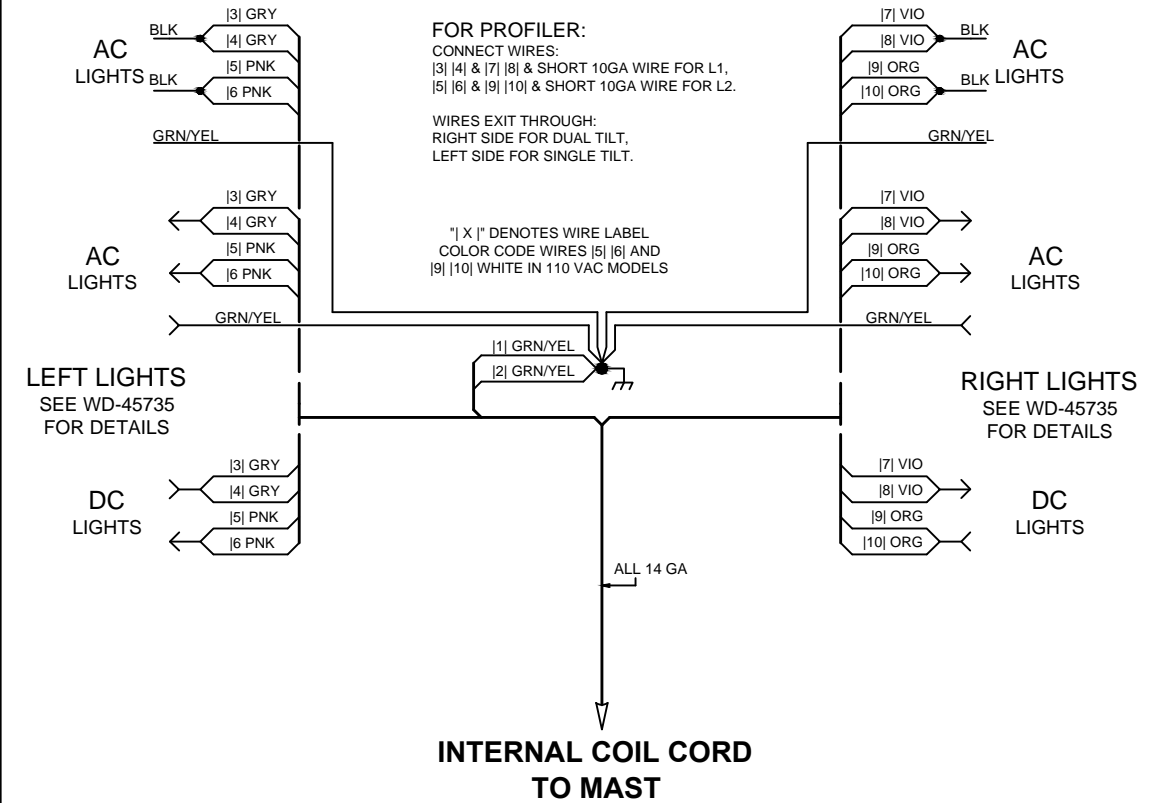 |3| GRY
BLK
|4| GRY
AC
LIGHTS
|5| PNK
BLK
|6 PNK
GRN/YEL
FOR PROFILER:
CONNECT WIRES:
|3| |4| & |7| |8| & SHORT 10GA WIRE FOR L1,
|5| |6| & |9| |10| & SHORT 10GA WIRE FOR L2.
WIRES EXIT THROUGH:
RIGHT SIDE FOR DUAL TILT,
LEFT SIDE FOR SINGLE TILT.
|7| VIO
BLK
|8| VIO
AC
LIGHTS
|9| ORG
BLK
|10| ORG
GRN/YEL
|3| GRY
|4| GRY
AC
LIGHTS
|5| PNK
|6 PNK
GRN/YEL
"| X |" DENOTES WIRE LABEL
COLOR CODE WIRES |5| |6| AND
|9| |10| WHITE IN 110 VAC MODELS
|7| VIO
|8| VIO
AC
LIGHTS
|9| ORG
|10| ORG
GRN/YEL
|1| GRN/YEL
|2| GRN/YEL
LEFT LIGHTS
SEE WD-45735
FOR DETAILS
RIGHT LIGHTS
SEE WD-45735
FOR DETAILS
|3| GRY
|4| GRY
DC
LIGHTS
|5| PNK
|6 PNK
|7| VIO
|8| VIO
DC
LIGHTS
|9| ORG
|10| ORG
ALL 14 GA
INTERNAL COIL CORD
TO MAST